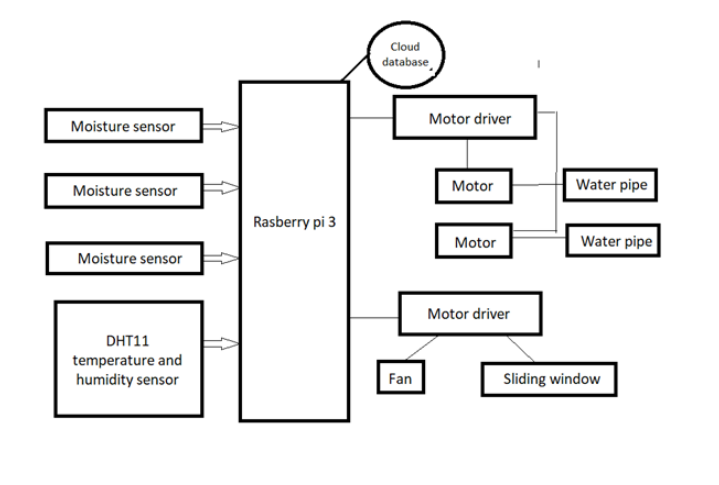 Cloud
database
Moisture sensor
Motor driver
Moisture sensor
Motor
Water pipe
Rasberry pi 3
Moisture sensor
Motor
Water pipe
DHT11
temperature and
humidity sensor
Motor driver
Fan
Sliding window